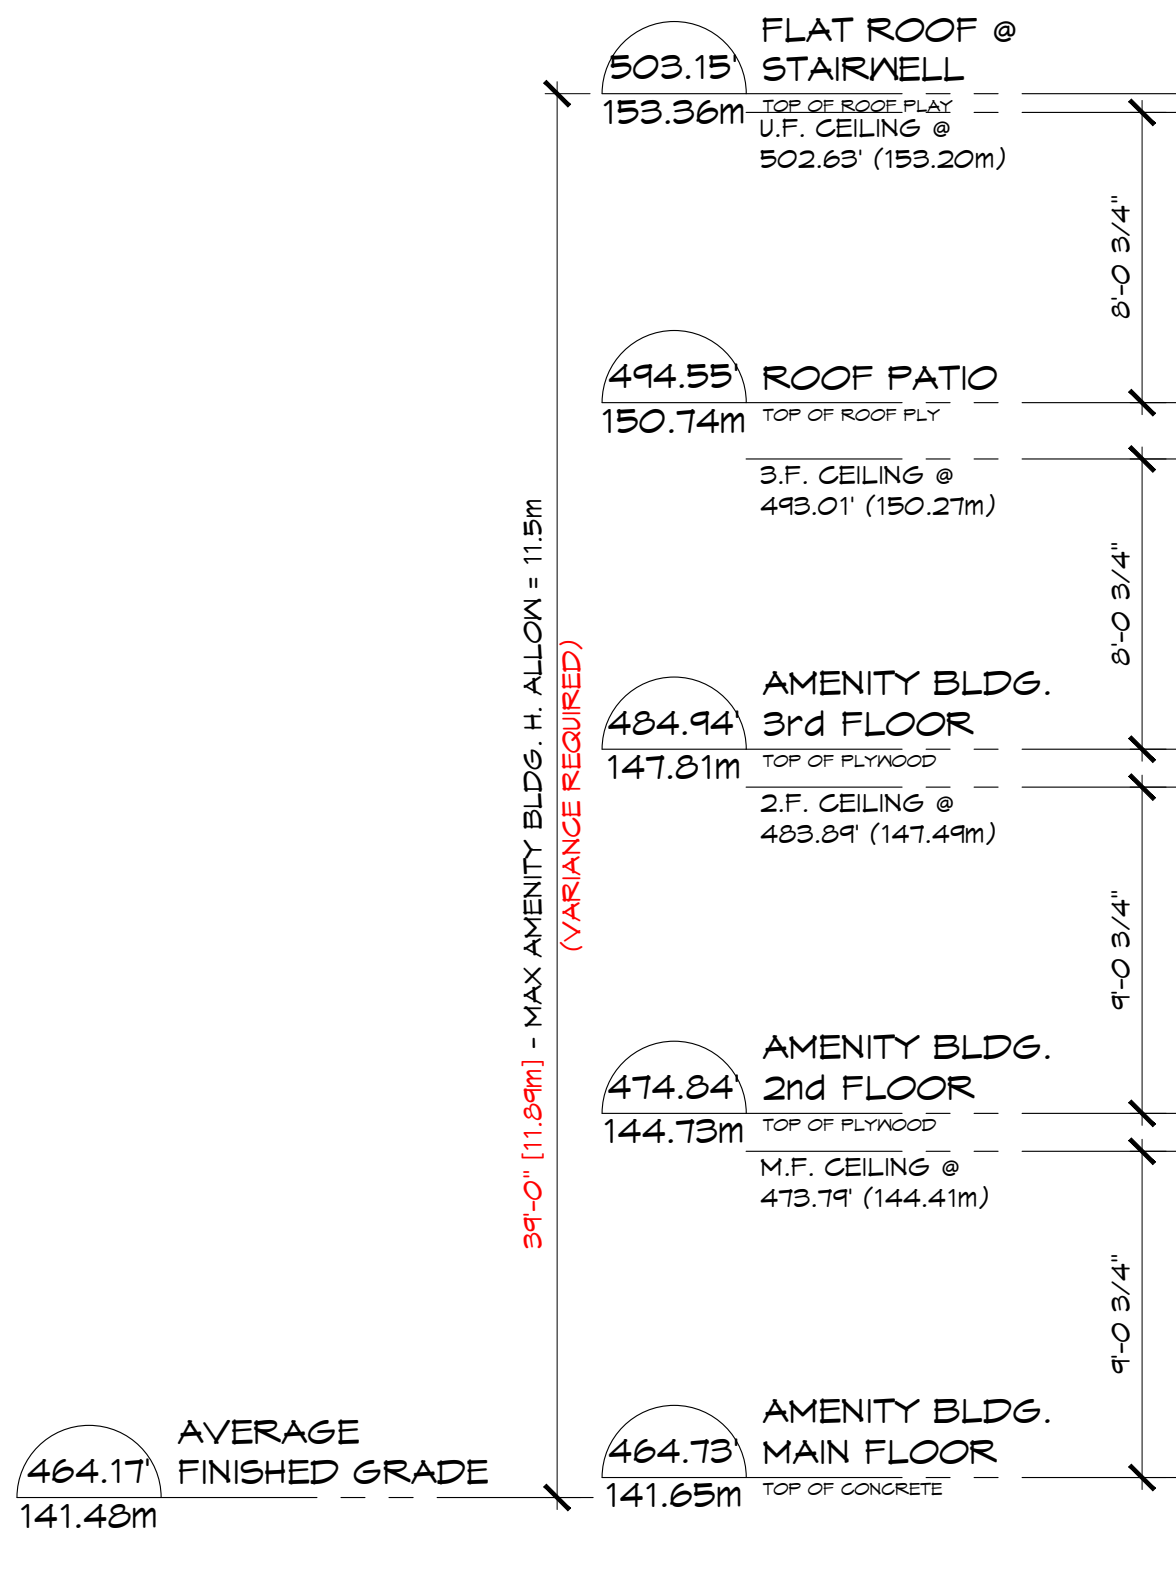 FLAT ROOF @
503.15' STAIRWELL
153.36m TOP OF ROOF PLAY
U.F. CEILING @
502.63' (153.20m)
8'-0 3/4"
494.55' ROOF PATIO
150.74m TOP OF ROOF PLY
3.F. CEILING @
493.01' (150.27m)
8'-0 3/4"
39'-0" [11.89m] - MAX AMENITY BLDG. H. ALLOW = 11.5m
(VARIANCE REQUIRED)
AMENITY BLDG.
484.94' 3rd FLOOR
147.81m TOP OF PLYWOOD
2.F. CEILING @
483.89' (147.49m)
9'-0 3/4"
AMENITY BLDG.
474.84' 2nd FLOOR
144.73m TOP OF PLYWOOD
M.F. CEILING @
473.79' (144.41m)
9'-0 3/4"
AMENITY BLDG.
464.73' MAIN FLOOR
141.65m TOP OF CONCRETE
AVERAGE
464.17' FINISHED GRADE
141.48m